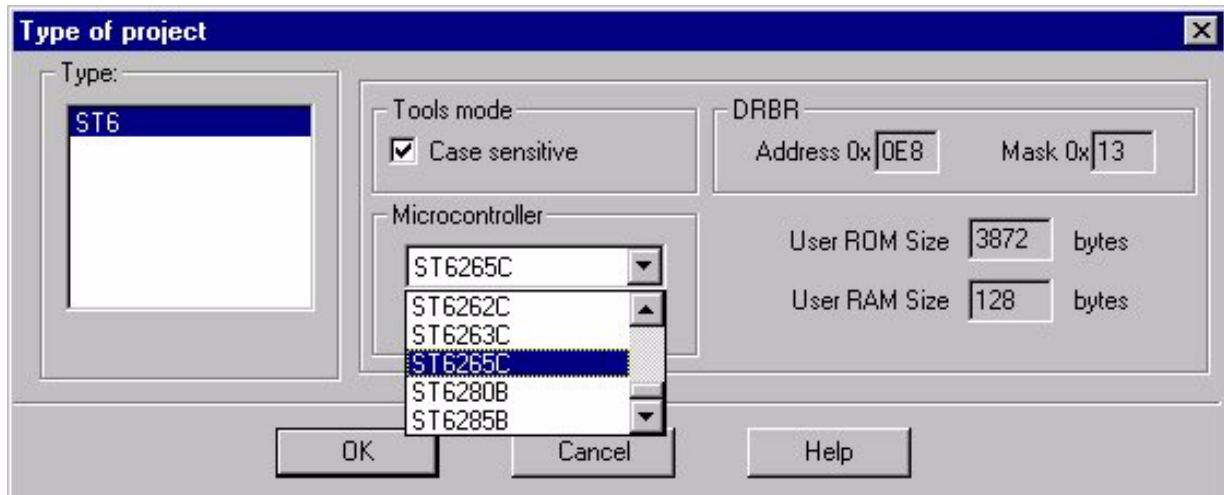 Type of project
Type:
ST6
Tools mode
Case sensitive
DRBR
Address 0x 0E8 Mask 0x 13
Microcontroller
ST6265C
ST6262C
ST6263C
ST6265C
ST6280B
ST6285B
User ROM Size 3872 bytes
User RAM Size 128 bytes
OK Cancel Help